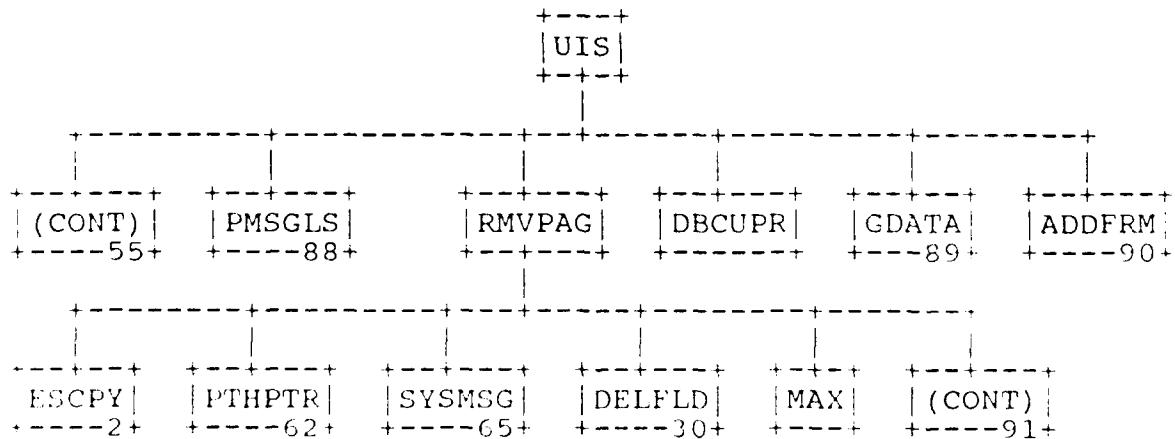 UIS
(CONT) PMSGLS RMVPAG DBCUPR GDATA ADDFRM
55 88 89 90
ESCPY PTHPTR SYSMSG DELFLD MAX (CONT)
2 62 65 30 91